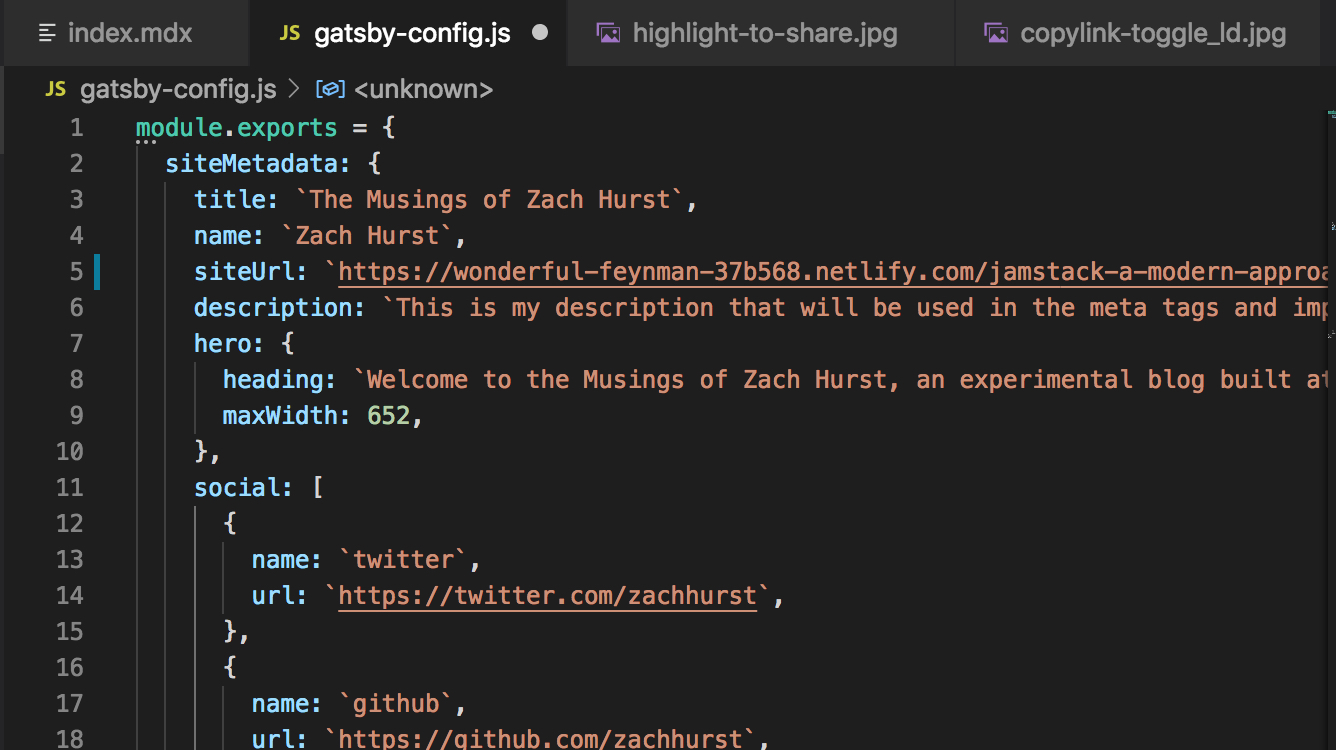 index.mdx
JS gatsby-config.js
highlight-to-share.jpg
copylink-toggle_ld.jpg
JS gatsby-config.js > <unknown>
1 module.exports = {
2 siteMetadata: {
3 title: `The Musings of Zach Hurst`,
4 name: `Zach Hurst`,
5 siteUrl: `https://wonderful-feynman-37b568.netlify.com/jamstack-a-modern-approa
6 description: `This is my description that will be used in the meta tags and imp
7 hero: {
8 heading: `Welcome to the Musings of Zach Hurst, an experimental blog built at
9 maxWidth: 652,
10 },
11 social: [
12 {
13 name: `twitter`,
14 url: `https://twitter.com/zachhurst`,
15 },
16 {
17 name: `github`,
18 url: `https://github.com/zachhurst`,